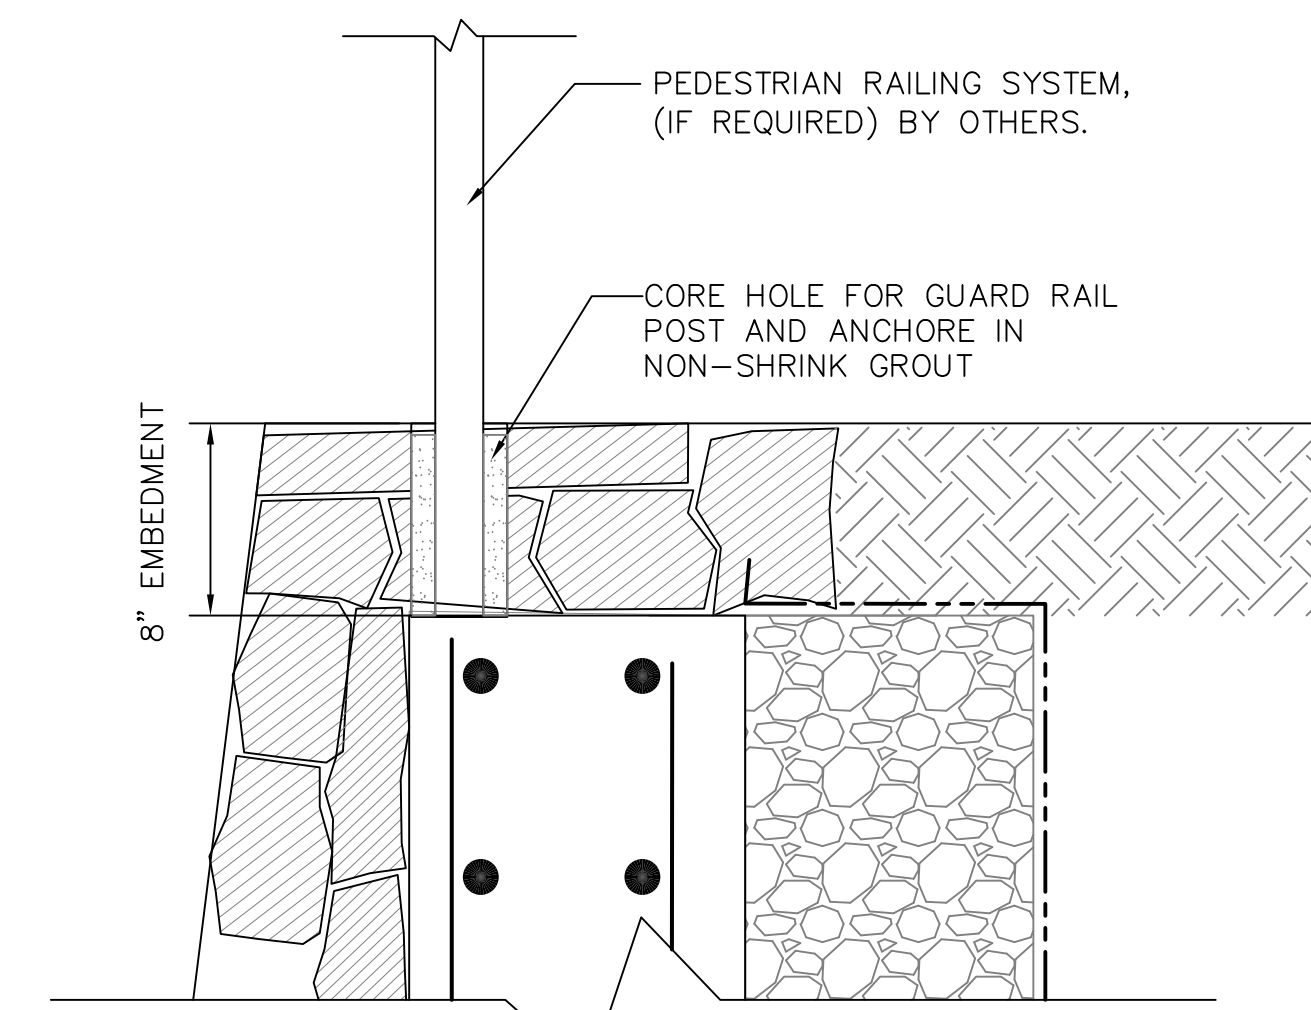 PEDESTRIAN RAILING SYSTEM,
(IF REQUIRED) BY OTHERS.
CORE HOLE FOR GUARD RAIL
POST AND ANCHORE IN
NON-SHRINK GROUT
8" EMBEDMENT